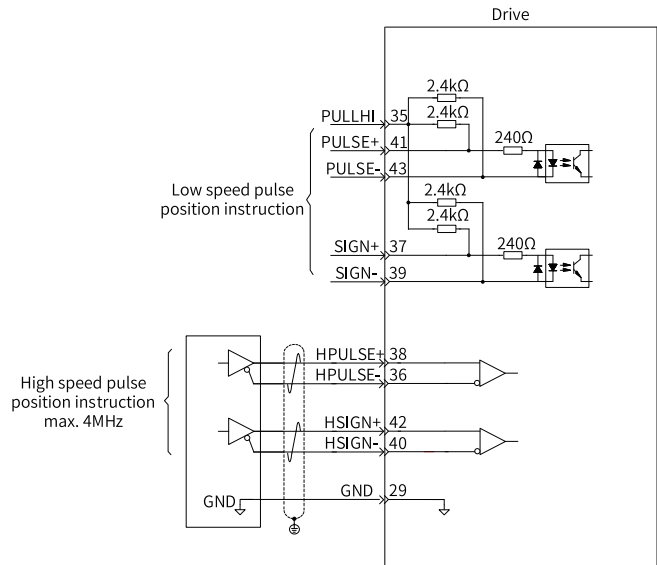 Drive
2.4kΩ
PULLHI 35 2.4kΩ
PULSE+ 41 240Ω
PULSE- 43
Low speed pulse
position instruction
2.4kΩ
2.4kΩ
SIGN+ 37 240Ω
SIGN- 39
High speed pulse
position instruction
max. 4MHz
HPULSE+ 38
HPULSE- 36
HSIGN+ 42
HSIGN- 40
GND GND 29